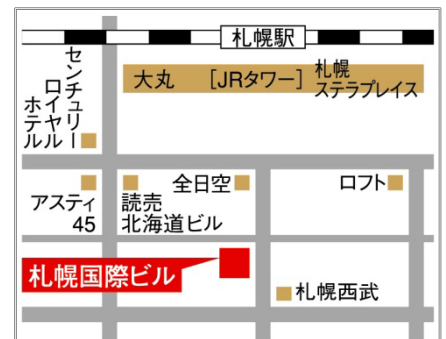 札幌駅
大丸 [JRタワー] 札幌
ステラプレイス
センチュリー
ロイヤル
ホテル
全日空
ロフト
アスティ
45
読売
北海道ビル
札幌国際ビル
札幌西武